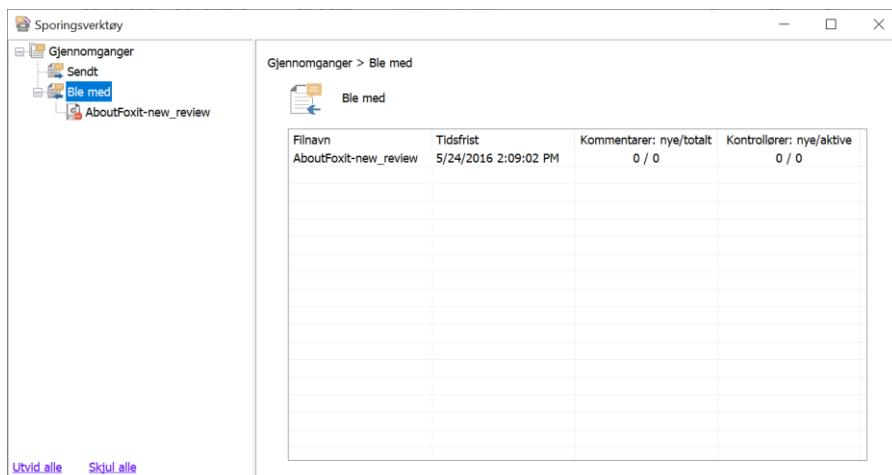 Sporingsverktøy
Gjennomganger
Sendt
Ble med
AboutFoxit-new_review
Utvid alle Skjul alle
Gjennomganger > Ble med
Ble med
Filnavn Tidsfrist Kommentarer: nye/totalt Kontrollører: nye/aktive
AboutFoxit-new_review 5/24/2016 2:09:02 PM 0 / 0 0 / 0